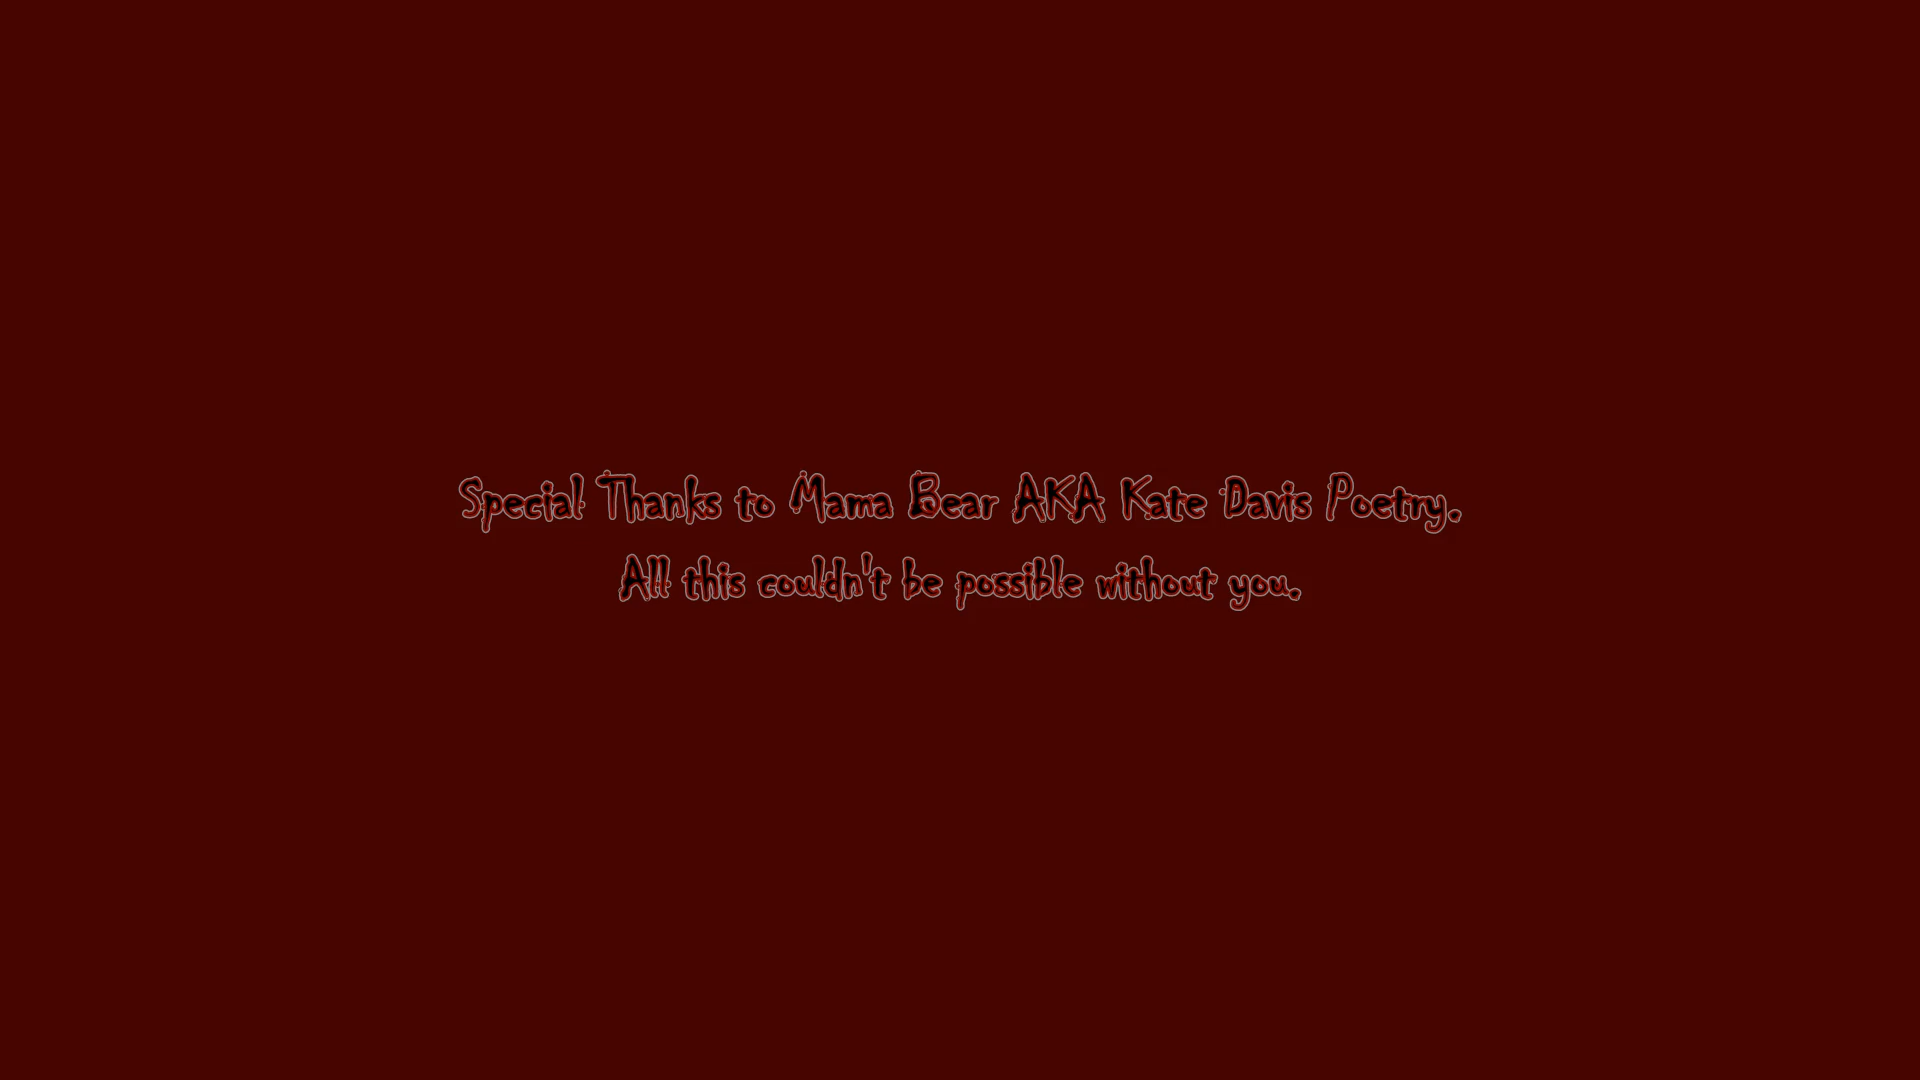 Special Thanks to Mama Bear AKA Kate Davis Poetry.
All this couldn't be possible without you.